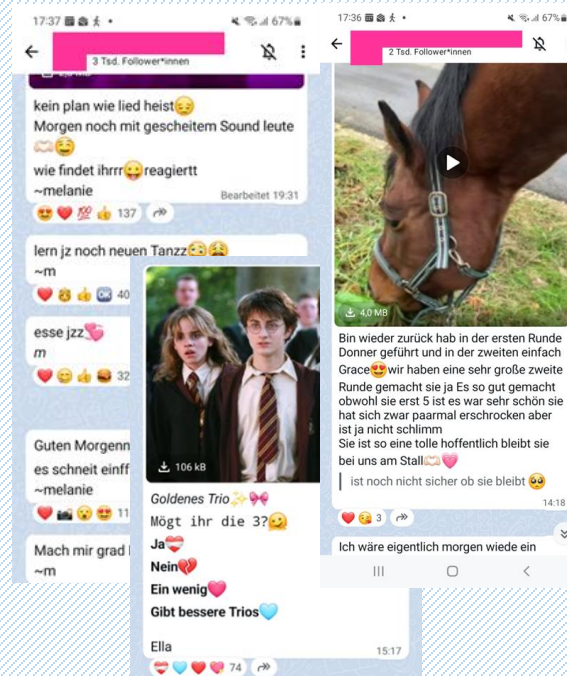 17:37
67%
3 Tsd. Follower*innen
kein plan wie lied heist😔
Morgen noch mit gescheitem Sound leute
🫶🏻🤤
wie findet ihrrr😛reagiertt
~melanie
Bearbeitet 19:31
😍❤️💯👍 137
lern jz noch neuen Tanzz😋😩
~m
40
esse jzz💞
m
32
Guten Morgenn
es schneit einff
~melanie
11
Mach mir grad
~m
106 kB
Goldenes Trio✨🎀
Mögt ihr die 3?🤗
Ja❤️‍🩹
Nein💔
Ein wenig💗
Gibt bessere Trios🩵
Ella
15:17
74
17:36
67%
2 Tsd. Follower*innen
4,0 MB
Bin wieder zurück hab in der ersten Runde
Donner geführt und in der zweiten einfach
Grace😍wir haben eine sehr große zweite
Runde gemacht sie ja Es so gut gemacht
obwohl sie erst 5 ist es war sehr schön sie
hat sich zwar paarmal erschrocken aber
ist ja nicht schlimm
Sie ist so eine tolle hoffentlich bleibt sie
bei uns am Stall🫶🏻💗
ist noch nicht sicher ob sie bleibt 🥺
14:18
❤️😘 3
Ich wäre eigentlich morgen wiede ein